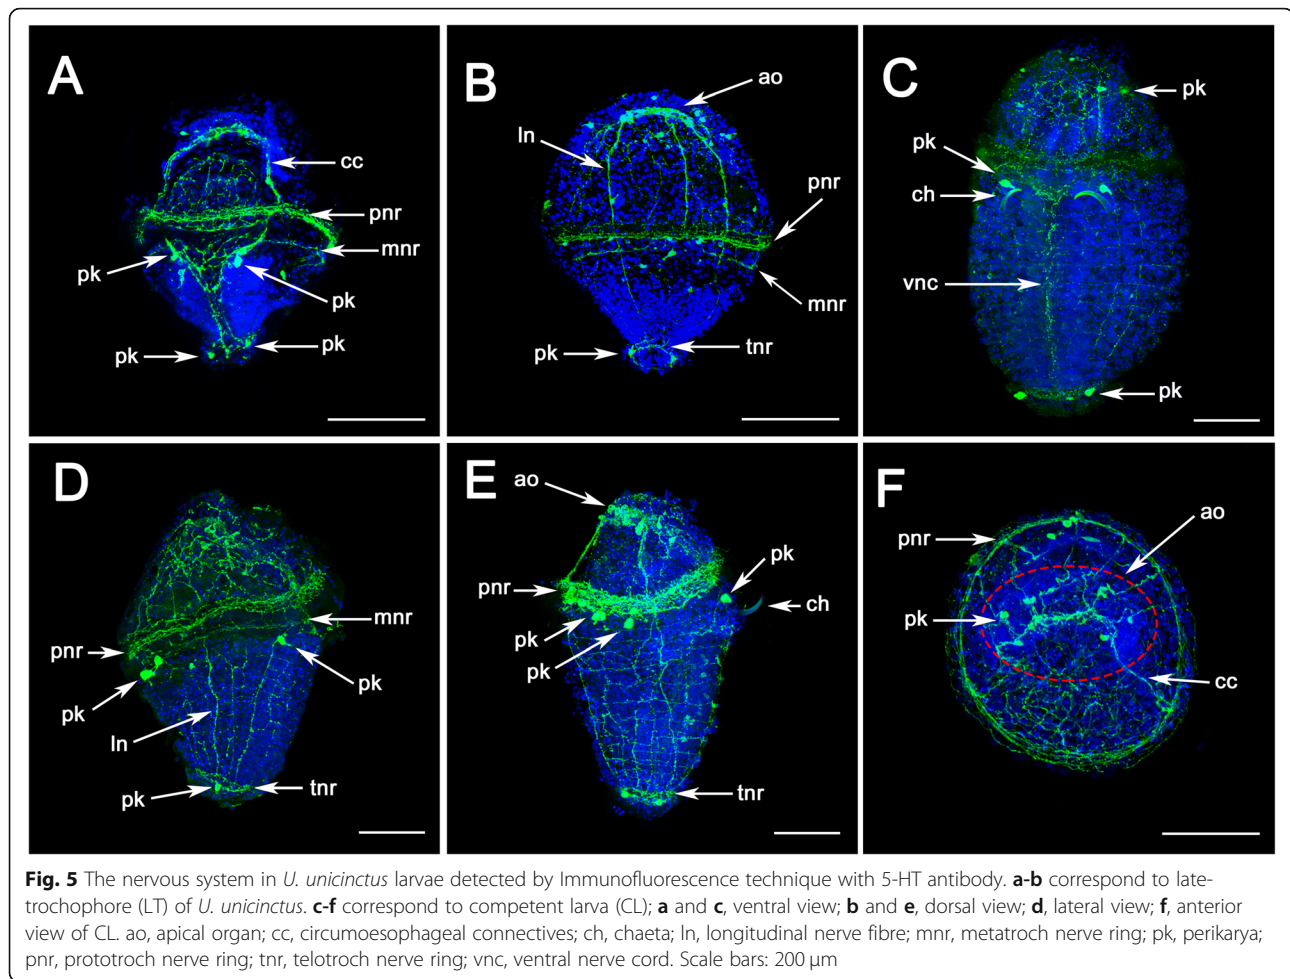 A
cc
pnr
mnr
pk
pk
pk
pk
B
ao
ln
pnr
mnr
pk
tnr
C
pk
pk
ch
vnc
pk
D
mnr
pnr
pk
pk
ln
pk
tnr
E
ao
pk
pnr
ch
pk
pk
tnr
F
ao
pnr
pk
cc
Fig. 5 The nervous system in U. unicinctus larvae detected by Immunofluorescence technique with 5-HT antibody. a-b correspond to late-
trochophore (LT) of U. unicinctus. c-f correspond to competent larva (CL); a and c, ventral view; b and e, dorsal view; d, lateral view; f, anterior
view of CL. ao, apical organ; cc, circumoesophageal connectives; ch, chaeta; ln, longitudinal nerve fibre; mnr, metatroch nerve ring; pk, perikarya;
pnr, prototroch nerve ring; tnr, telotroch nerve ring; vnc, ventral nerve cord. Scale bars: 200 μm